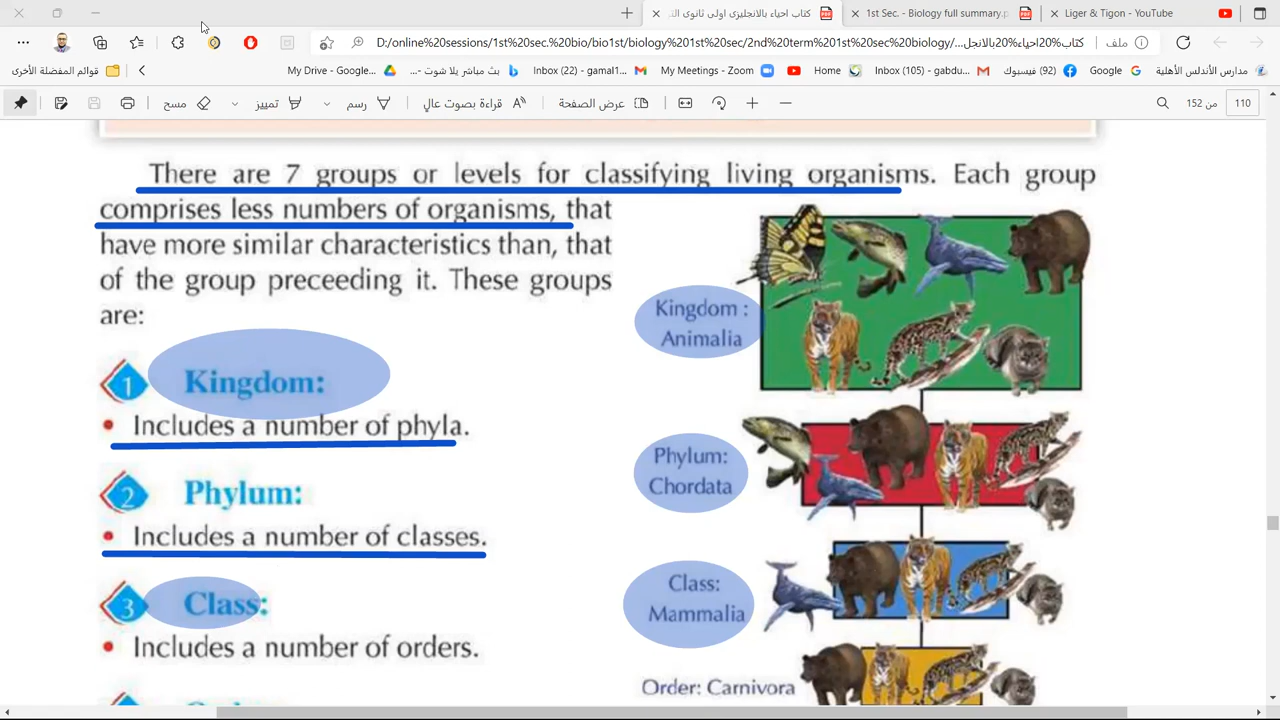 كتاب احياء بالانجليزى اولى ثانوى الت
1st Sec. - Biology full summary.p
Liger & Tigon - YouTube
D:/online%20sessions/1st%20sec.%20bio/bio1st/biology%201st%20sec/2nd%20term%201st%20sec%20biology/...كتاب%20احياء%20بالانجل
ملف
قوائم المفضلة الأخرى
My Drive - Google...
بث مباشر يلا شوت -...
Inbox (22) - gamal1...
My Meetings - Zoom
Home
Inbox (105) - gabdu...
(92) فيسبوك
Google
مدارس الأندلس الأهلية
مسح
تمييز
رسم
قراءة بصوت عالٍ
عرض الصفحة
من 152
110
There are 7 groups or levels for classifying living organisms. Each group
comprises less numbers of organisms, that
have more similar characteristics than, that
of the group preceeding it. These groups
are:
1 Kingdom:
• Includes a number of phyla.
2 Phylum:
• Includes a number of classes.
3 Class:
• Includes a number of orders.
Kingdom :
Animalia
Phylum:
Chordata
Class:
Mammalia
Order: Carnivora